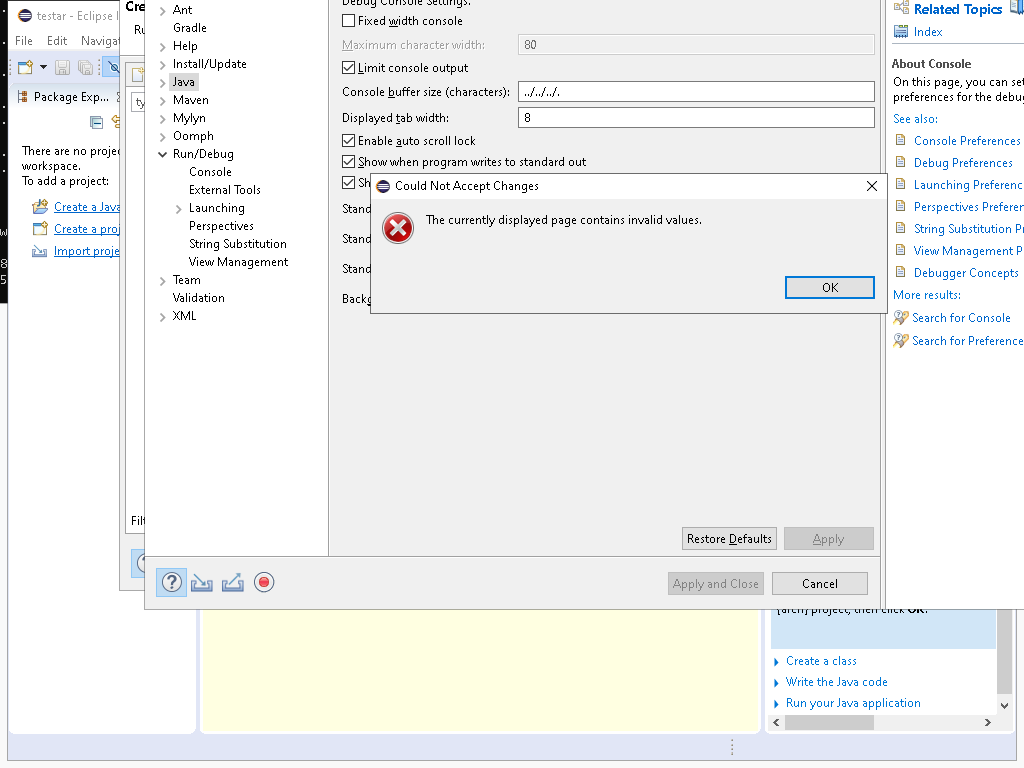 testar - Eclipse I
Cre
File Edit Navigat
Ru
Package Exp...
ty
There are no projec
workspace.
To add a project:
Create a Java
Create a proj
Import proje
w
8
5
Filt
Ant
Gradle
Help
Install/Update
Java
Maven
Mylyn
Oomph
Run/Debug
Console
External Tools
Launching
Perspectives
String Substitution
View Management
Team
Validation
XML
Debug Console Settings.
Fixed width console
Maximum character width: 80
Limit console output
Console buffer size (characters): ../../../.
Displayed tab width: 8
Enable auto scroll lock
Show when program writes to standard out
Sh
Stand
Stand
Stand
Backg
Could Not Accept Changes
The currently displayed page contains invalid values.
OK
Restore Defaults Apply
Apply and Close Cancel
Related Topics
Index
About Console
On this page, you can set
preferences for the debug
See also:
Console Preferences
Debug Preferences
Launching Preferenc
Perspectives Preferen
String Substitution Pr
View Management P
Debugger Concepts
More results:
Search for Console
Search for Preference
(arch) project, then click OK.
Create a class
Write the Java code
Run your Java application